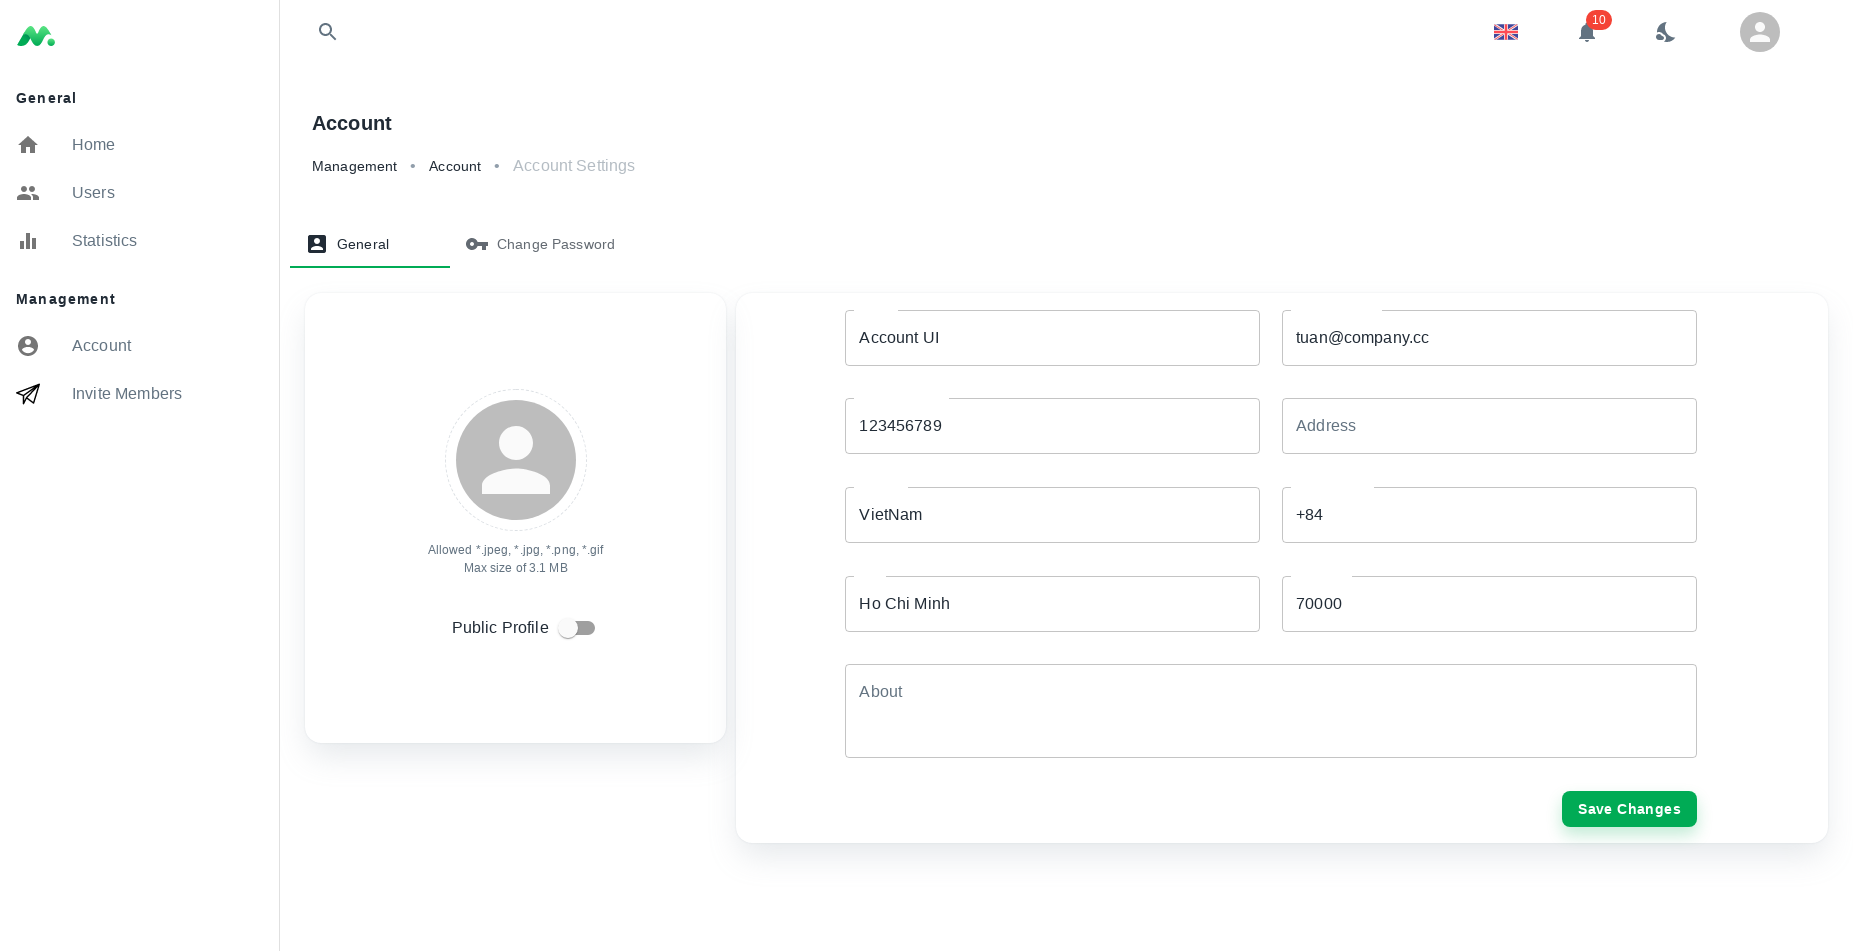 10
General
Home
Users
Statistics
Management
Account
Invite Members
Account
Management • Account • Account Settings
General
Change Password
Allowed *.jpeg, *.jpg, *.png, *.gif
Max size of 3.1 MB
Public Profile
Account UI
tuan@company.cc
123456789
Address
VietNam
+84
Ho Chi Minh
70000
About
Save Changes